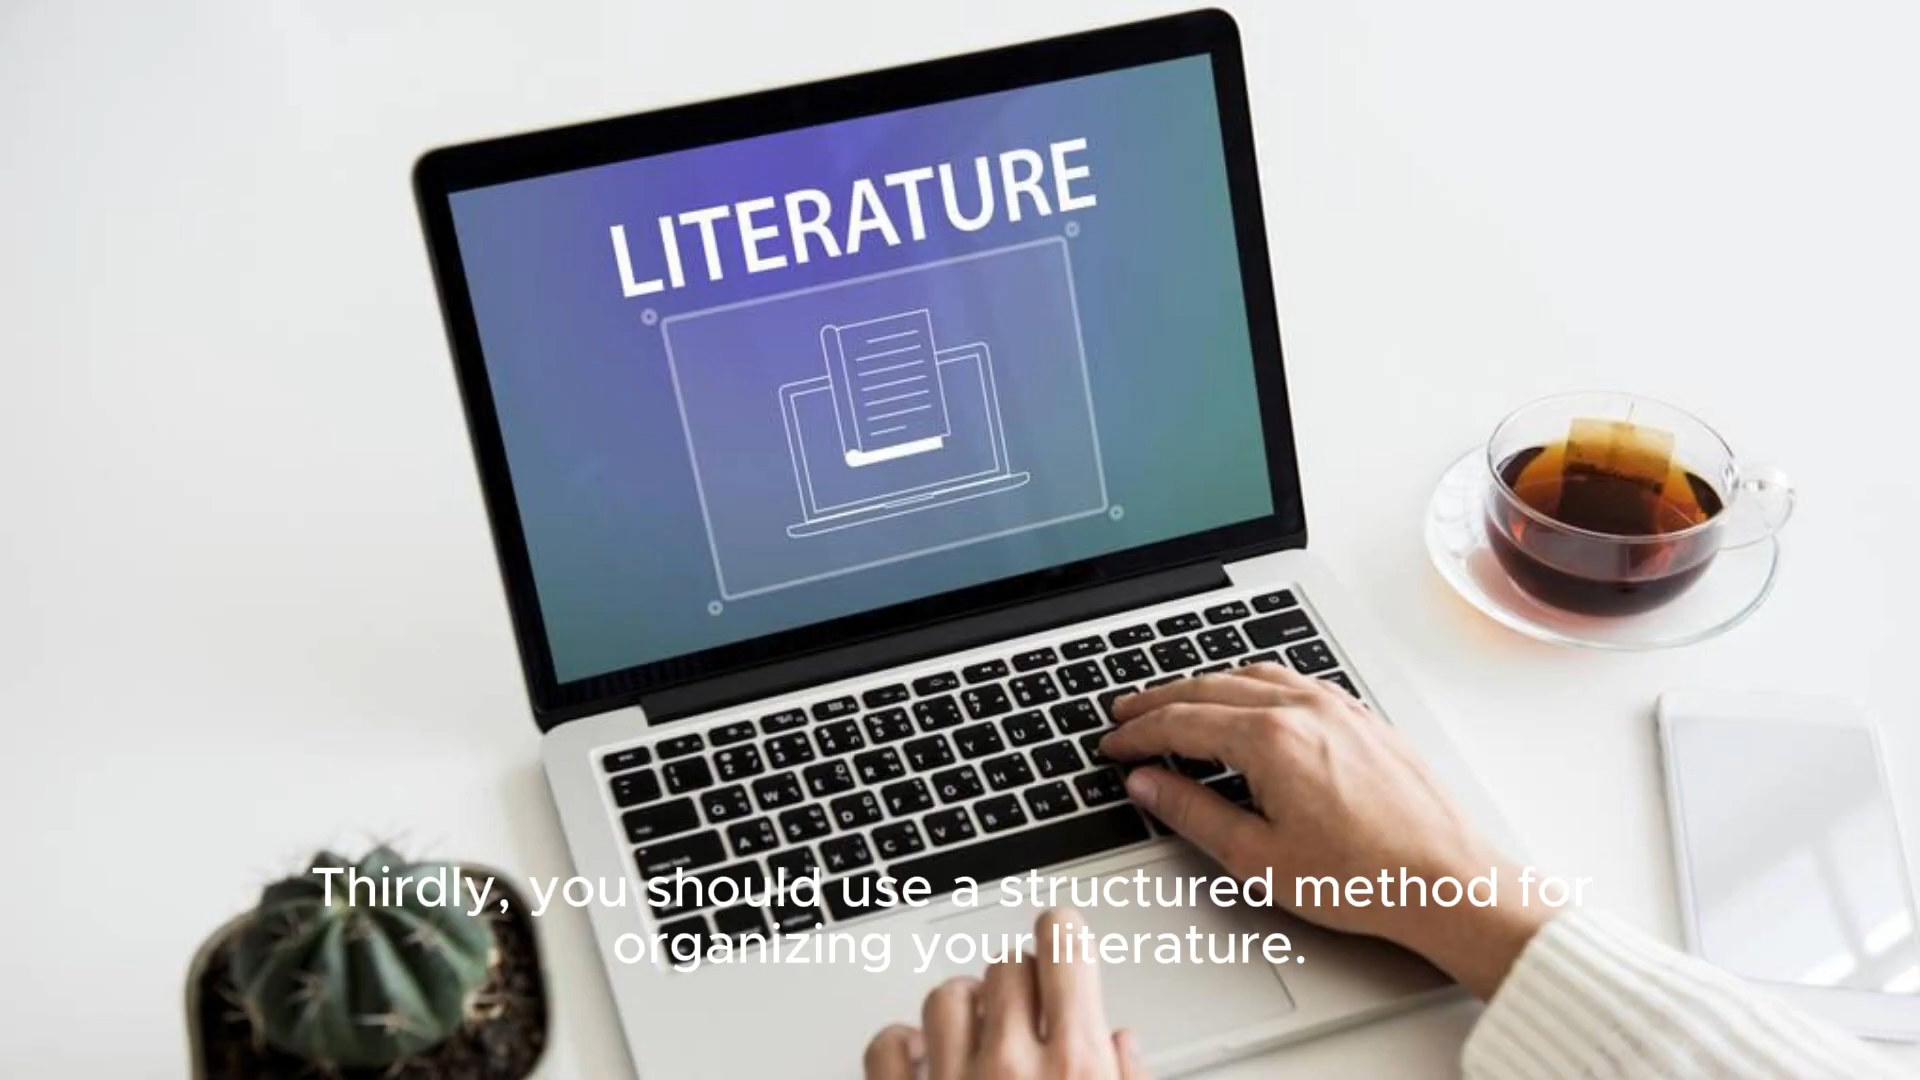 LITERATURE
Thirdly, you should use a structured method for
organizing your literature.